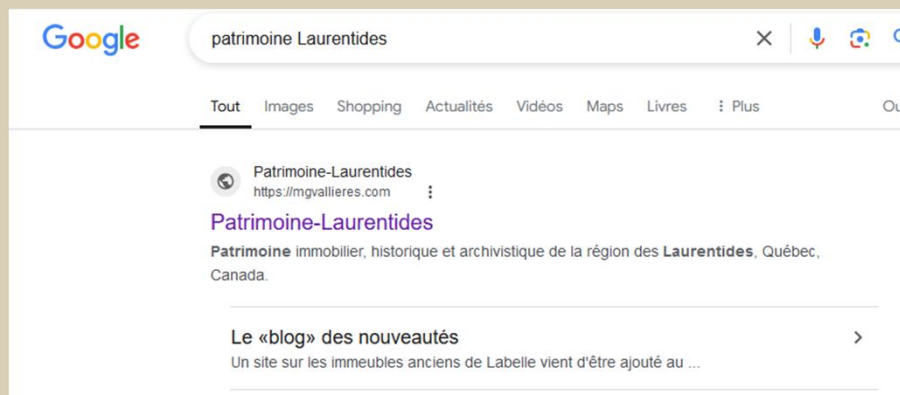 Google
patrimoine Laurentides
Tout Images Shopping Actualités Vidéos Maps Livres Plus
Patrimoine-Laurentides
https://mgvallieres.com
Patrimoine-Laurentides
Patrimoine immobilier, historique et archivistique de la région des Laurentides, Québec,
Canada.
Le «blog» des nouveautés
Un site sur les immeubles anciens de Labelle vient d'être ajouté au ...